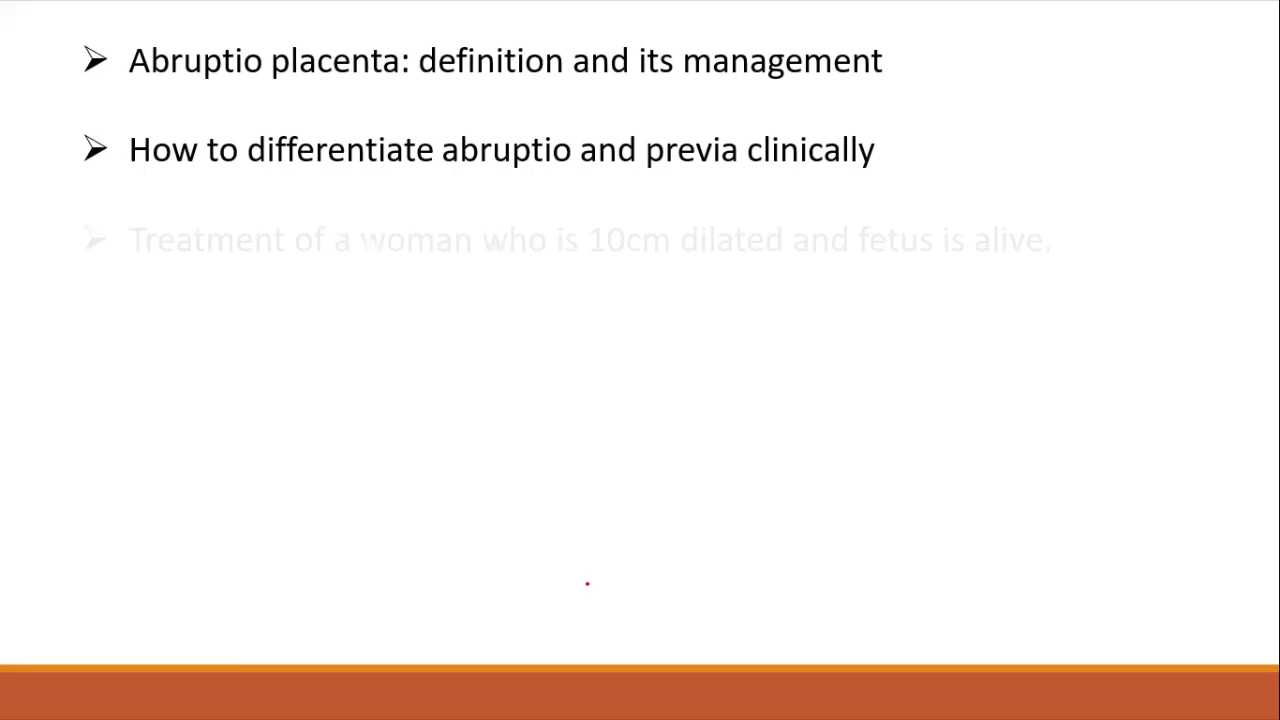 ➢ Abruptio placenta: definition and its management
➢ How to differentiate abruptio and previa clinically
➢ Treatment of a woman who is 10cm dilated and fetus is alive.